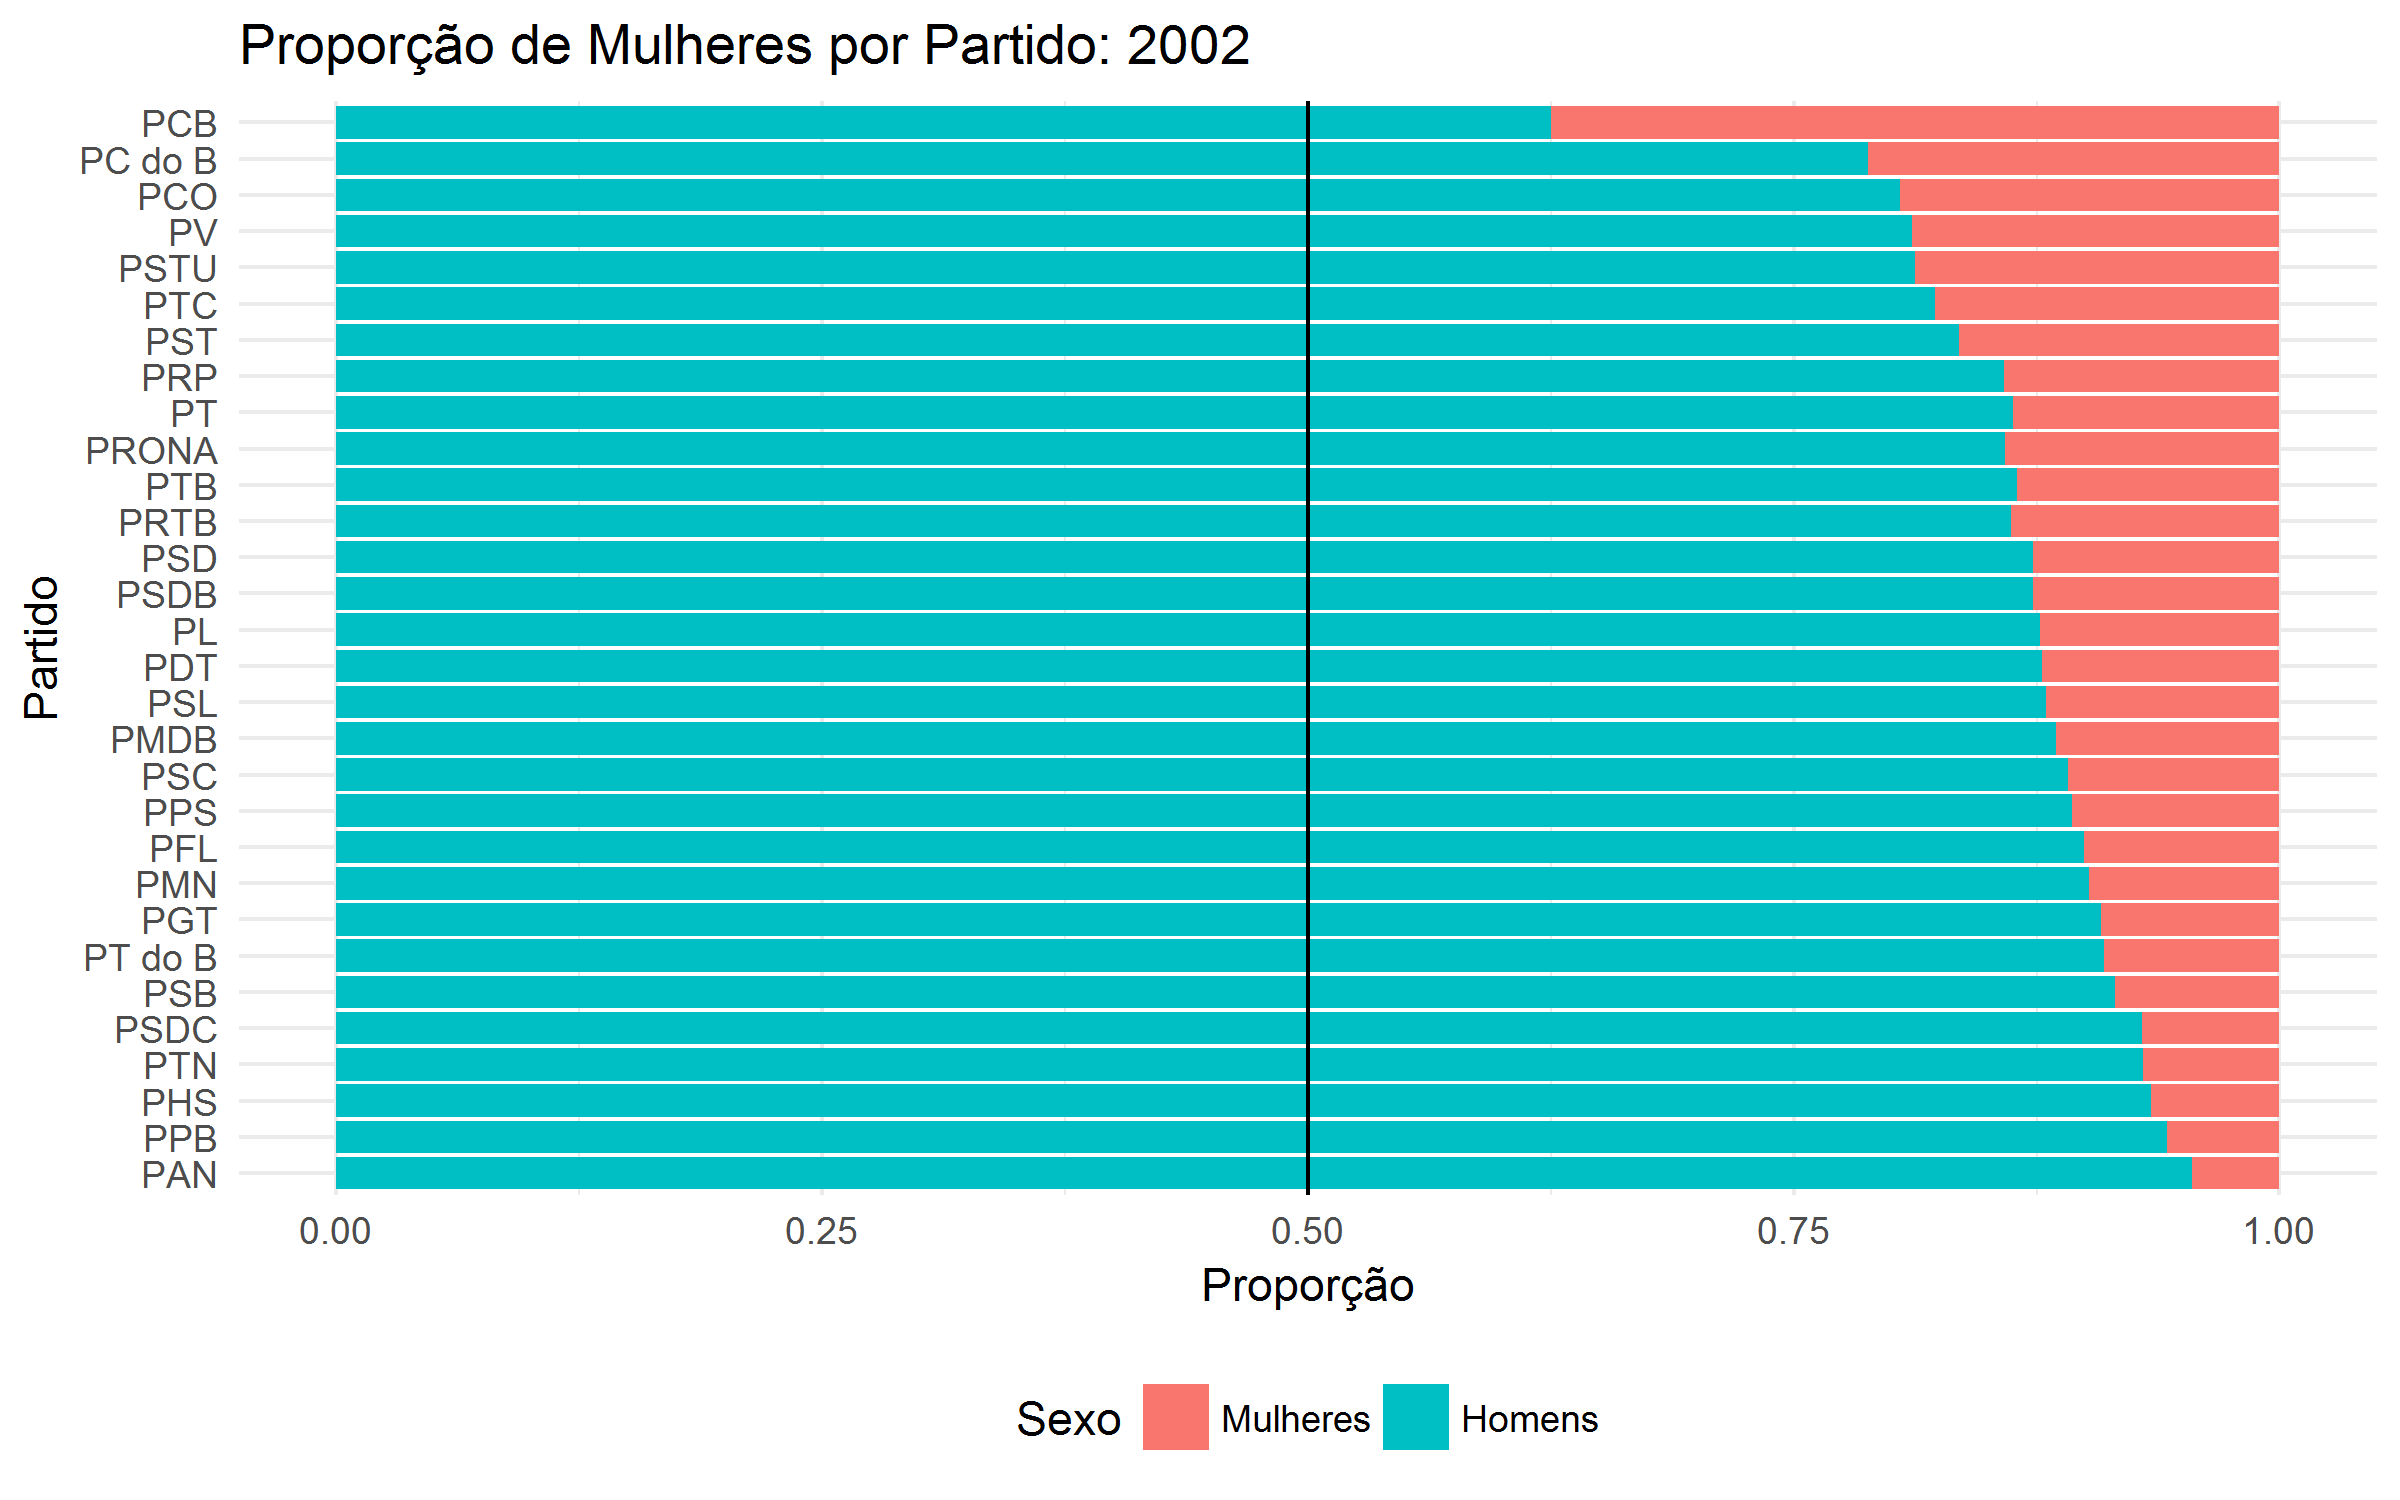 Proporção de Mulheres por Partido: 2002
PCB
PC do B
PCO
PV
PSTU
PTC
PST
PRP
PT
PRONA
PTB
PRTB
PSD
PSDB
PL
PDT
PSL
PMDB
PSC
PPS
PFL
PMN
PGT
PT do B
PSB
PSDC
PTN
PHS
PPB
PAN
Partido
0.00 0.25 0.50 0.75 1.00
Proporção
Sexo Mulheres Homens